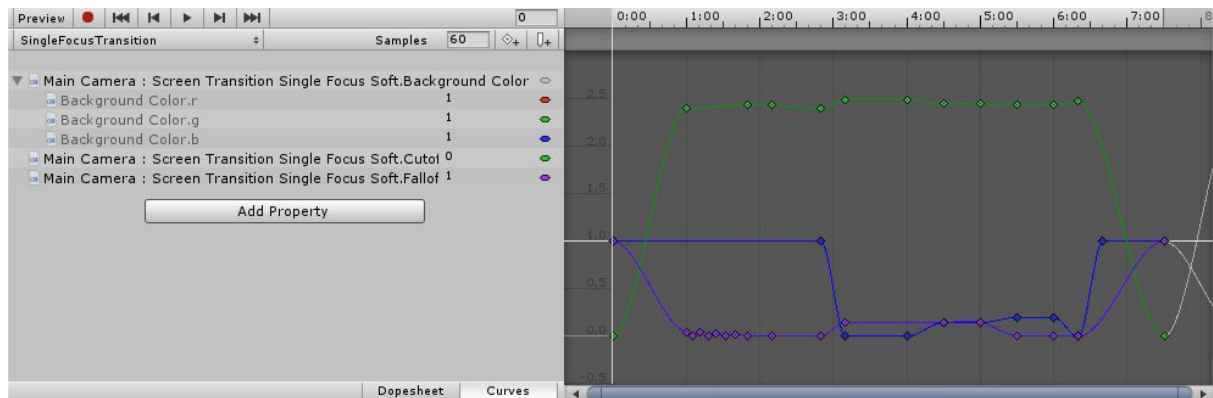 Preview 0 0:00 1:00 2:00 3:00 4:00 5:00 6:00 7:00 8
SingleFocusTransition Samples 60
Main Camera : Screen Transition Single Focus Soft.Background Color
Background Color.r 1
Background Color.g 1
Background Color.b 1
Main Camera : Screen Transition Single Focus Soft.Cutof 0
Main Camera : Screen Transition Single Focus Soft.Fallof 1
Add Property
2.5
2.0
1.5
1.0
0.5
0.0
-0.5
Dopesheet Curves